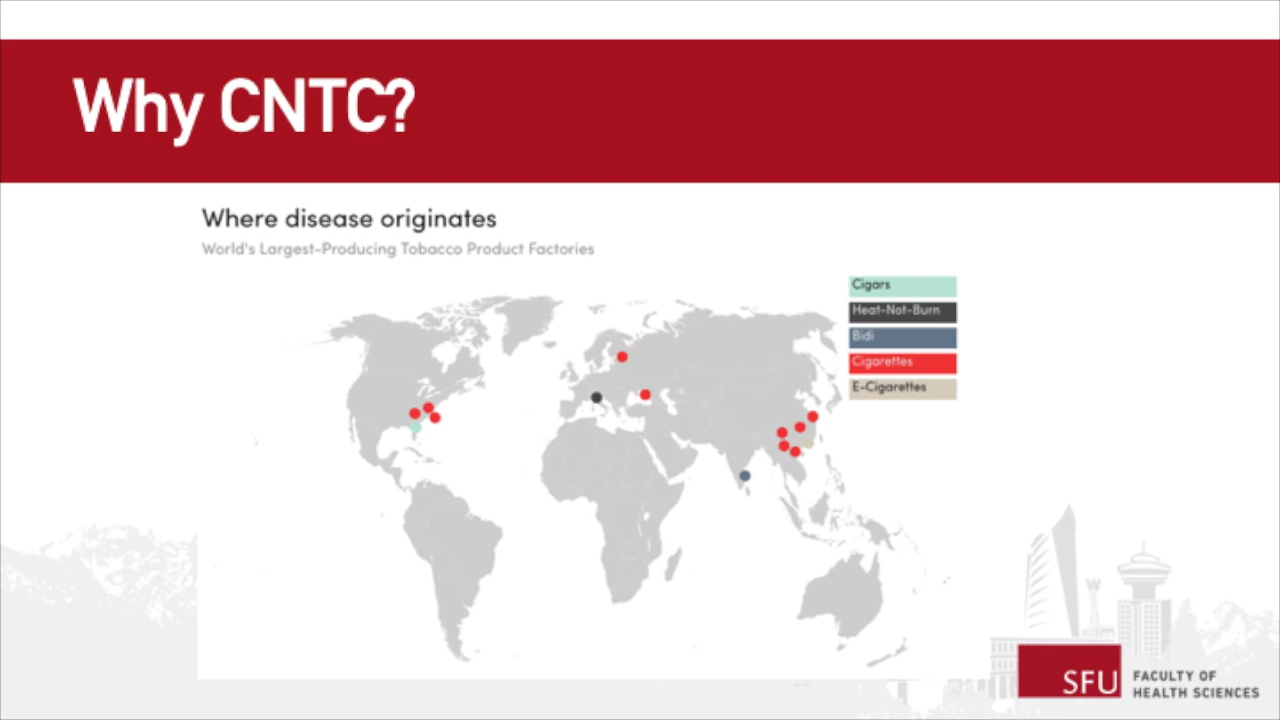 Why CNTC?
Where disease originates
World's Largest-Producing Tobacco Product Factories
Cigars
Heat-Not-Burn
Bidi
Cigarettes
E-Cigarettes
SFU
FACULTY OF
HEALTH SCIENCES